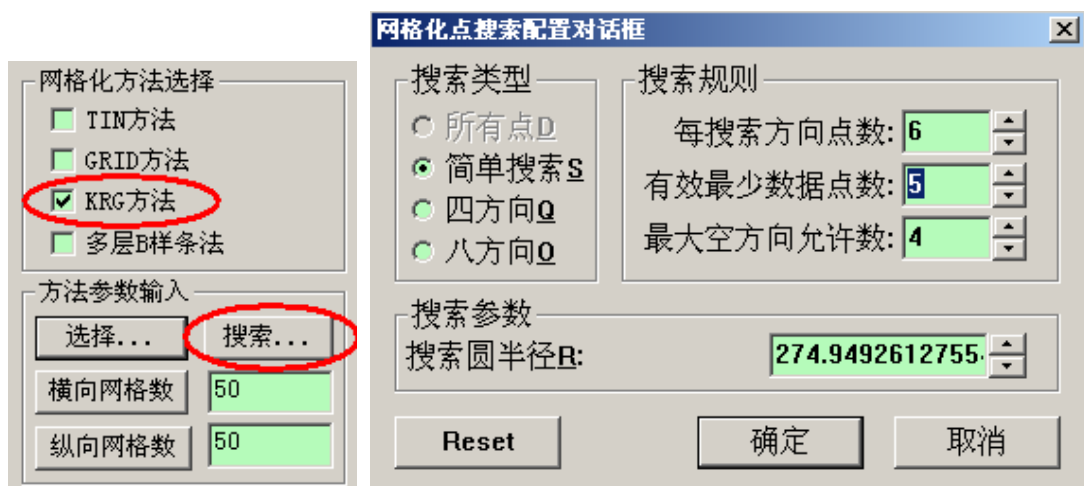 网格化方法选择
TIN方法
GRID方法
KRG方法
多层B样条法
方法参数输入
选择...
搜索...
横向网格数
50
纵向网格数
50
网格化点搜索配置对话框
搜索类型
所有点D
简单搜索S
四方向Q
八方向O
搜索规则
每搜索方向点数: 6
有效最少数据点数: 5
最大空方向允许数: 4
搜索参数
搜索圆半径R: 274.9492612755
Reset
确定
取消